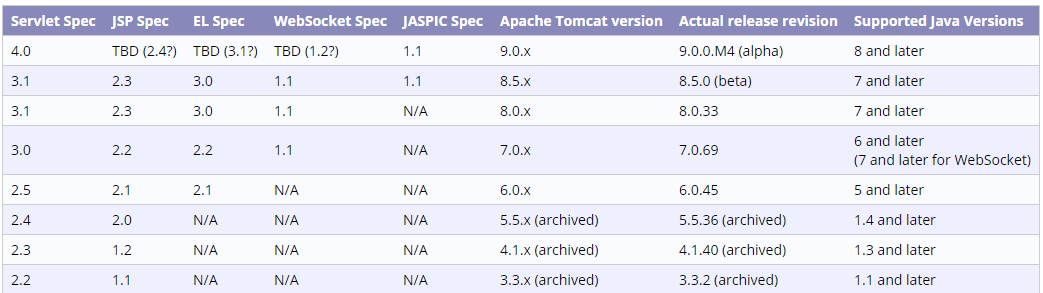 Servlet Spec JSP Spec EL Spec WebSocket Spec JASPIC Spec Apache Tomcat version Actual release revision Supported Java Versions
4.0 TBD (2.4?) TBD (3.1?) TBD (1.2?) 1.1 9.0.x 9.0.0.M4 (alpha) 8 and later
3.1 2.3 3.0 1.1 1.1 8.5.x 8.5.0 (beta) 7 and later
3.1 2.3 3.0 1.1 N/A 8.0.x 8.0.33 7 and later
3.0 2.2 2.2 1.1 N/A 7.0.x 7.0.69 6 and later
(7 and later for WebSocket)
2.5 2.1 2.1 N/A N/A 6.0.x 6.0.45 5 and later
2.4 2.0 N/A N/A N/A 5.5.x (archived) 5.5.36 (archived) 1.4 and later
2.3 1.2 N/A N/A N/A 4.1.x (archived) 4.1.40 (archived) 1.3 and later
2.2 1.1 N/A N/A N/A 3.3.x (archived) 3.3.2 (archived) 1.1 and later